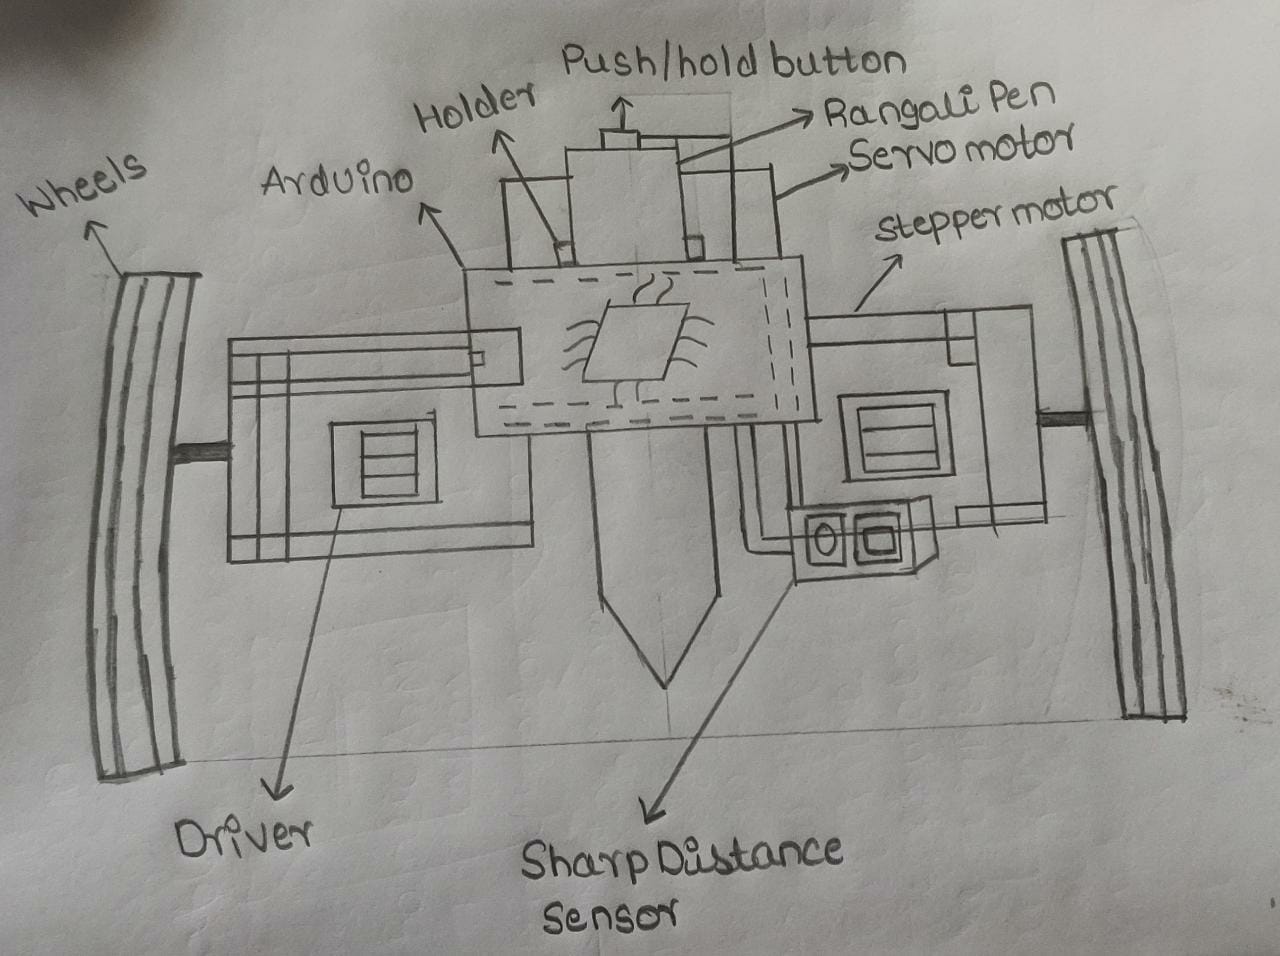 Push/hold button
Holder
Rangali Pen
Servo motor
Arduino
Wheels
stepper motor
Driver
Sharp Distance
sensor